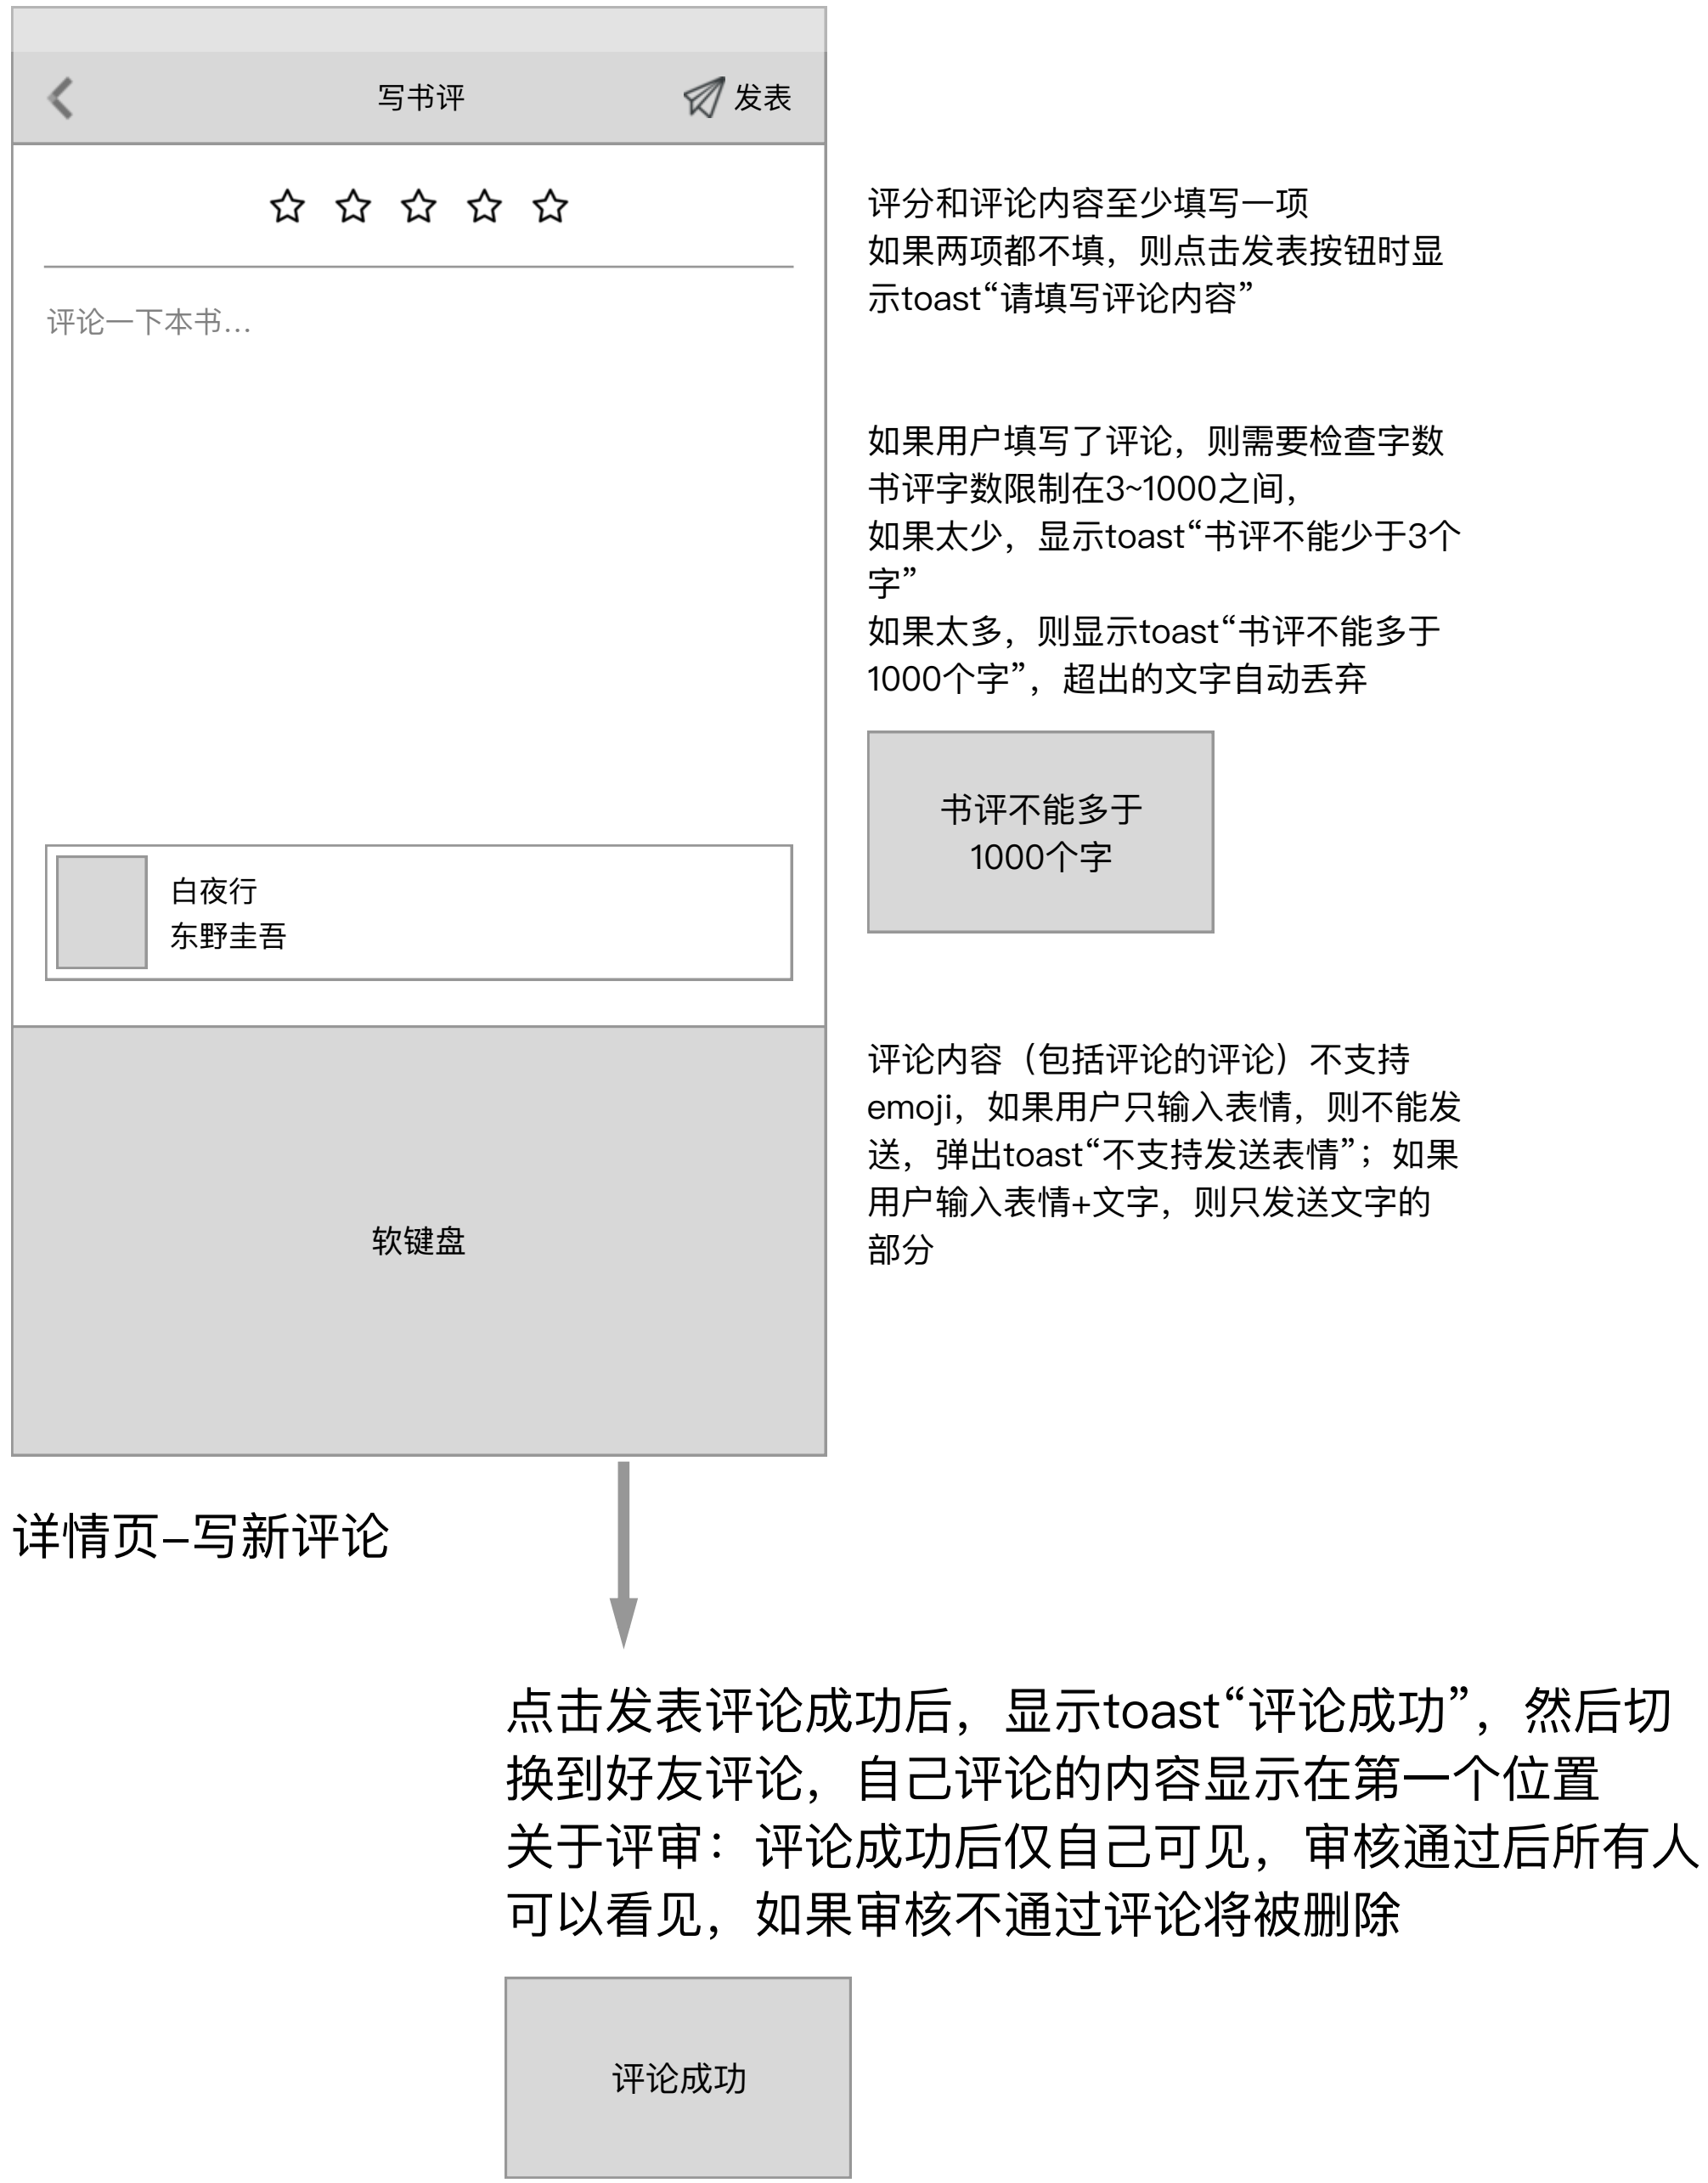 写书评
发表
评论一下本书...
白夜行
东野圭吾
软键盘
详情页–写新评论
评分和评论内容至少填写一项
如果两项都不填，则点击发表按钮时显
示toast“请填写评论内容”
如果用户填写了评论，则需要检查字数
书评字数限制在3~1000之间，
如果太少，显示toast“书评不能少于3个
字”
如果太多，则显示toast“书评不能多于
1000个字”，超出的文字自动丢弃
书评不能多于
1000个字
评论内容（包括评论的评论）不支持
emoji，如果用户只输入表情，则不能发
送，弹出toast“不支持发送表情”；如果
用户输入表情+文字，则只发送文字的
部分
点击发表评论成功后，显示toast“评论成功”，然后切
换到好友评论，自己评论的内容显示在第一个位置
关于评审：评论成功后仅自己可见，审核通过后所有人
可以看见，如果审核不通过评论将被删除
评论成功